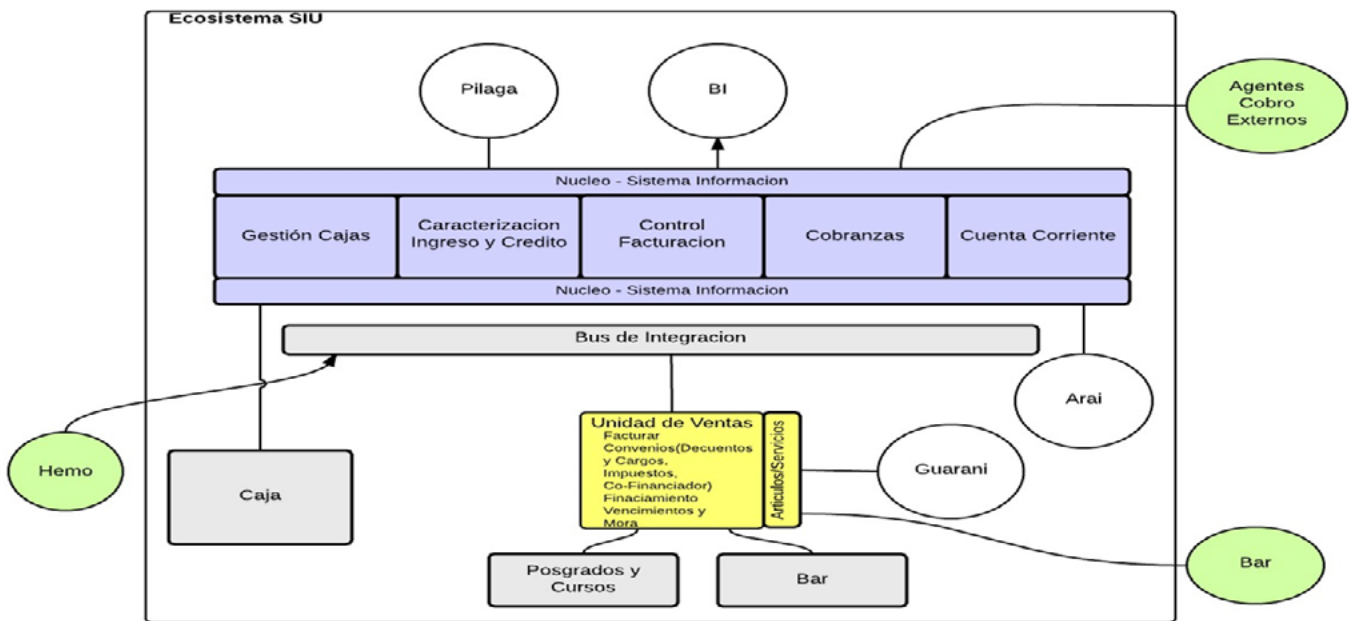 Ecosistema SIU
Pilaga
BI
Agentes
Cobro
Externos
Nucleo - Sistema Informacion
Gestión Cajas
Caracterizacion
Ingreso y Credito
Control
Facturacion
Cobranzas
Cuenta Corriente
Nucleo - Sistema Informacion
Bus de Integracion
Arai
Hemo
Caja
Unidad de Ventas
Facturar
Convenios(Decuentos
y Cargos,
Impuestos,
Co-Financiador)
Finaciamiento
Vencimientos y
Mora
Articulos/Servicios
Guarani
Posgrados y
Cursos
Bar
Bar